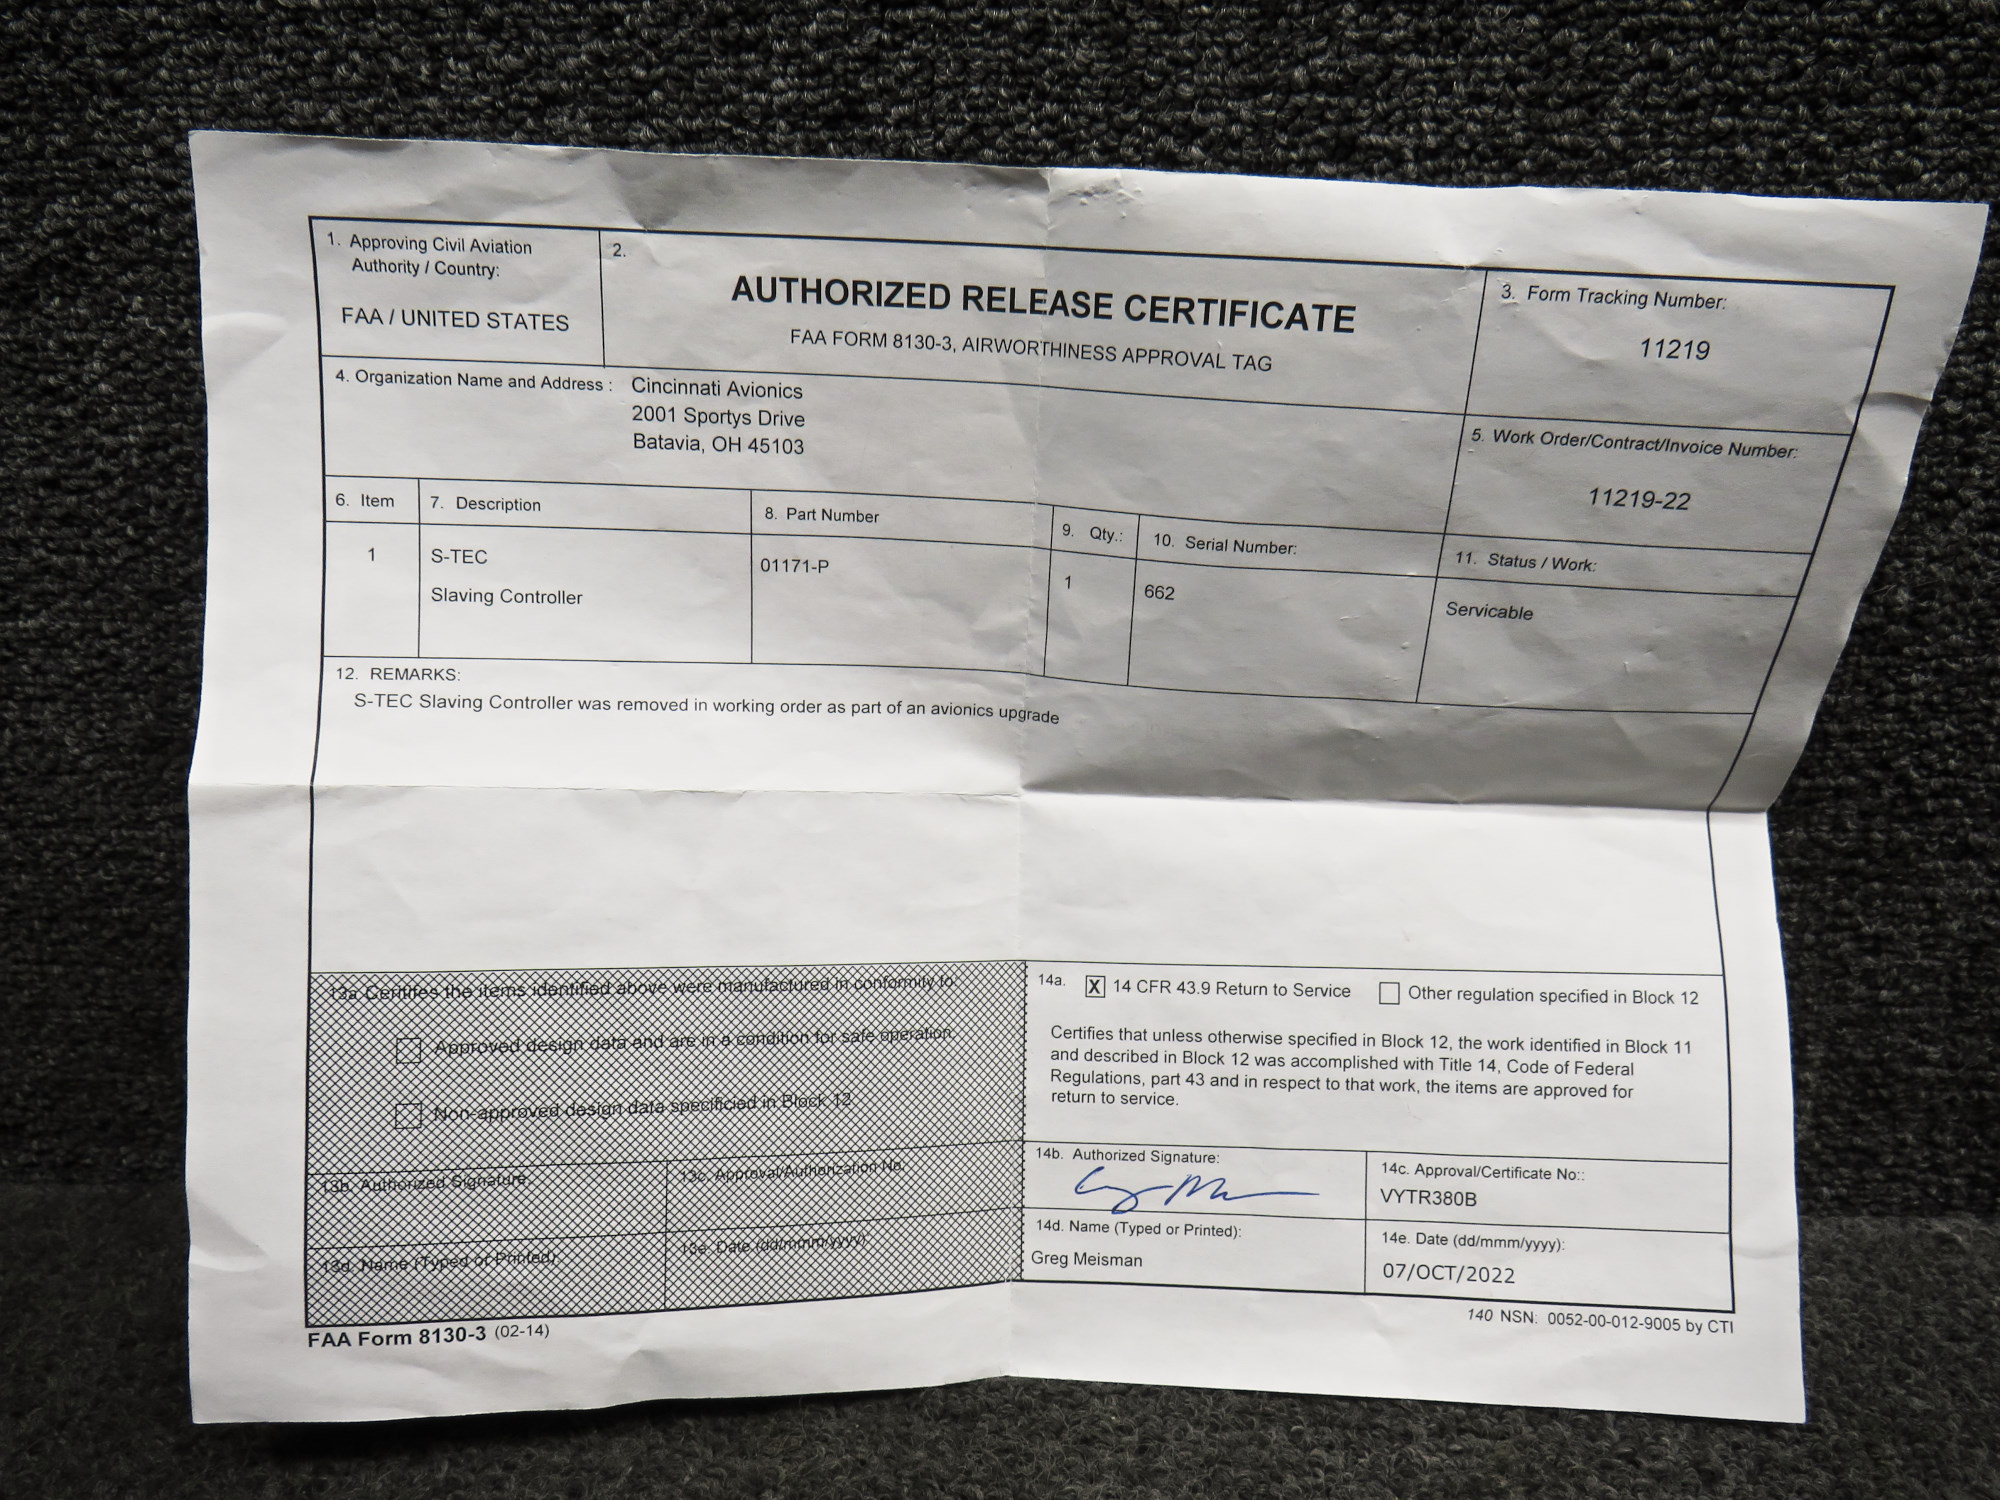 1. Approving Civil Aviation
Authority / Country:
FAA / UNITED STATES
2.
AUTHORIZED RELEASE CERTIFICATE
FAA FORM 8130-3, AIRWORTHINESS APPROVAL TAG
3. Form Tracking Number:
11219
4. Organization Name and Address : Cincinnati Avionics
2001 Sportys Drive
Batavia, OH 45103
5. Work Order/Contract/Invoice Number:
11219-22
6. Item
7. Description
8. Part Number
9. Qty.:
10. Serial Number:
11. Status / Work:
1
S-TEC
Slaving Controller
01171-P
1
662
Servicable
12. REMARKS:
S-TEC Slaving Controller was removed in working order as part of an avionics upgrade
13a Certifies the items identified above were manufactured in conformity to:
Approved design data and are in a condition for safe operation.
Non-approved design data specificied in Block 12.
13b. Authorized Signature:
13c. Approval/Authorization No.:
13d. Name (Typed or Printed):
13e. Date (dd/mmm/yyyy):
14a. X 14 CFR 43.9 Return to Service Other regulation specified in Block 12
Certifies that unless otherwise specified in Block 12, the work identified in Block 11
and described in Block 12 was accomplished with Title 14, Code of Federal
Regulations, part 43 and in respect to that work, the items are approved for
return to service.
14b. Authorized Signature:
14c. Approval/Certificate No::
VYTR380B
14d. Name (Typed or Printed):
Greg Meisman
14e. Date (dd/mmm/yyyy):
07/OCT/2022
FAA Form 8130-3 (02-14)
140 NSN: 0052-00-012-9005 by CTI